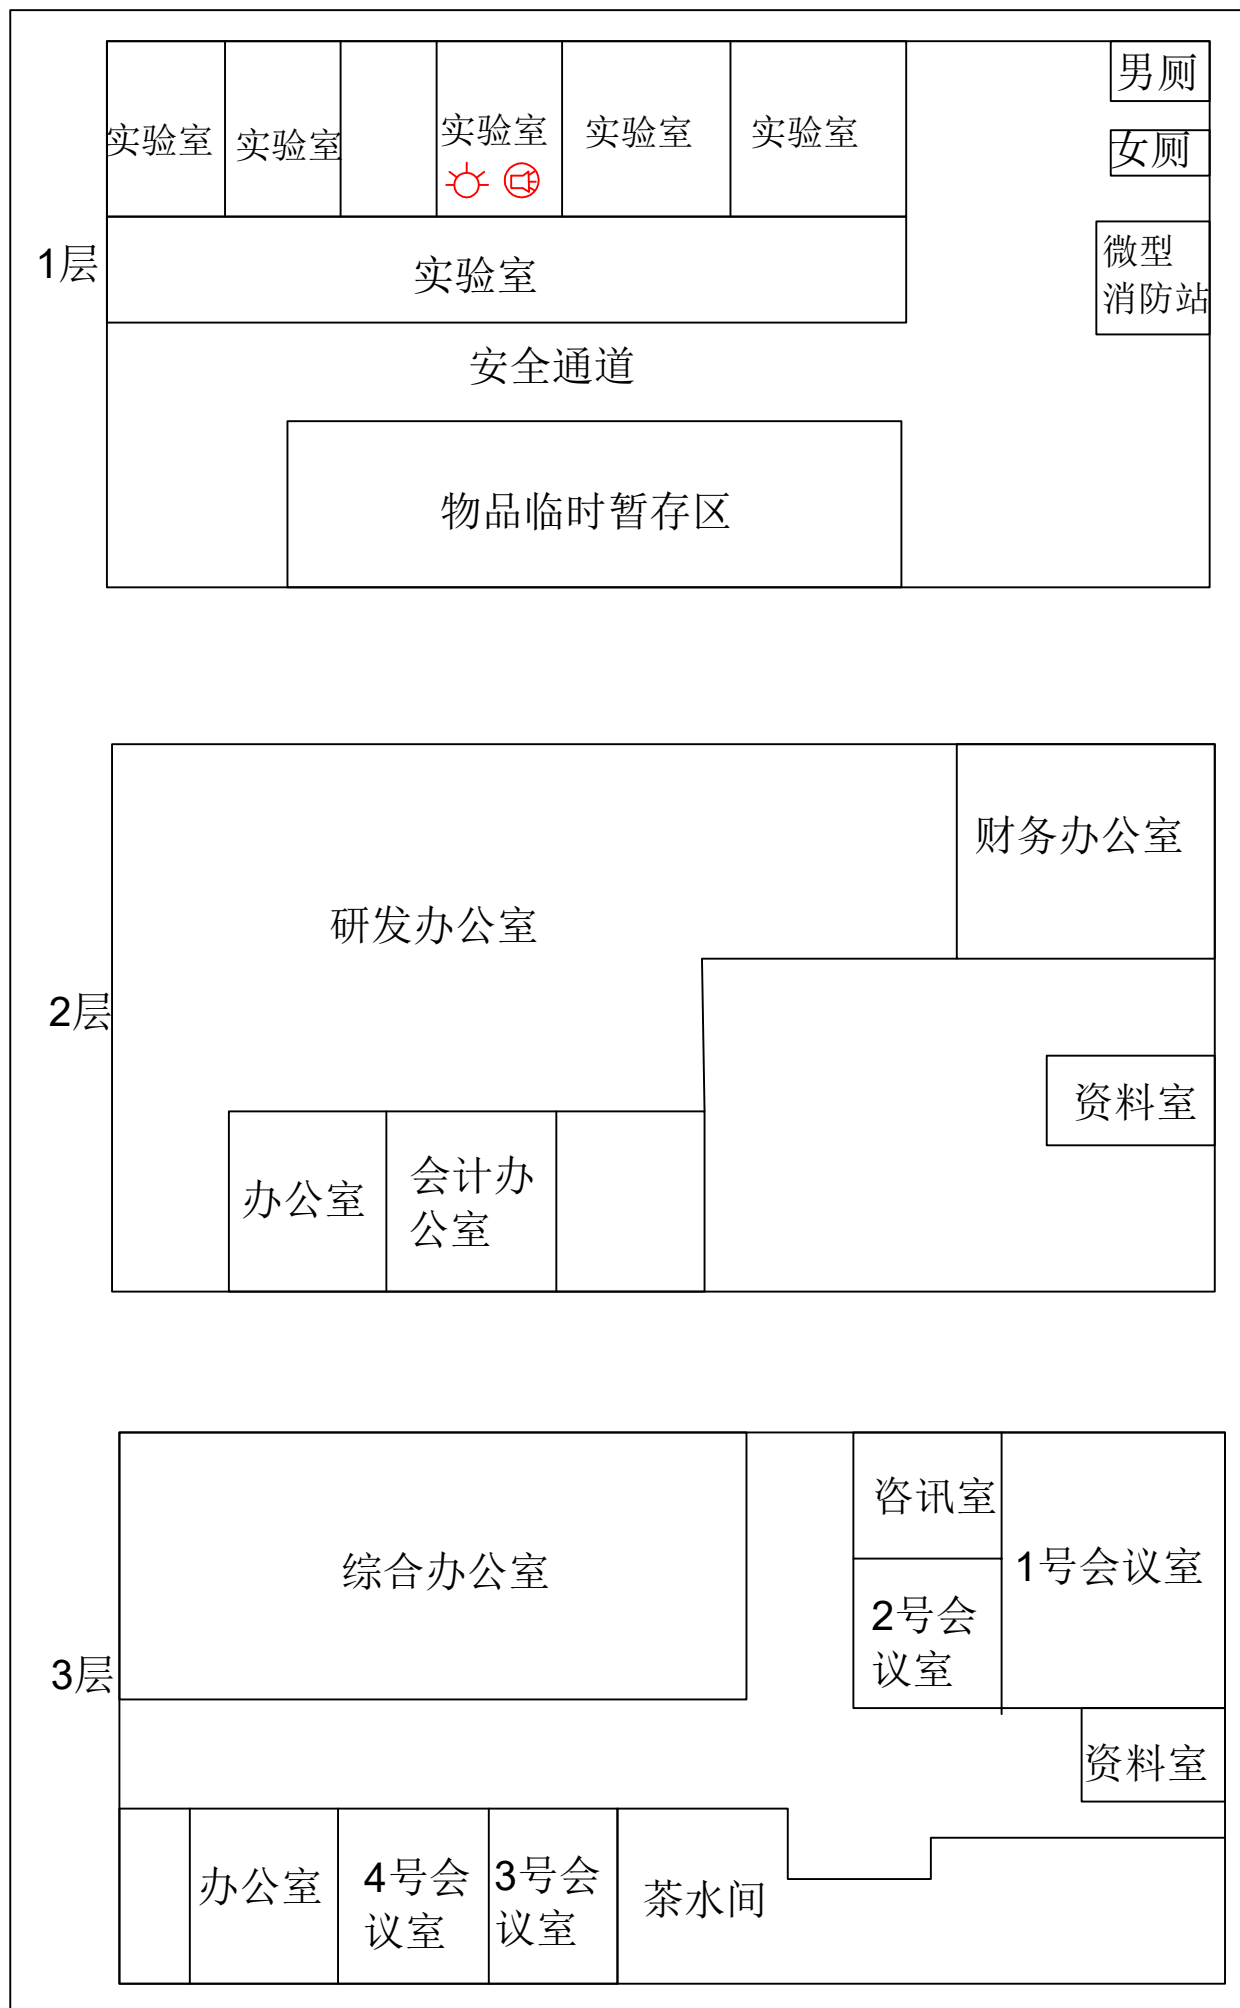 男厕
实验室
实验室
实验室
实验室
实验室
女厕
1层
实验室
微型
消防站
安全通道
物品临时暂存区
财务办公室
研发办公室
2层
资料室
办公室
会计办
公室
咨讯室
综合办公室
1号会议室
2号会
议室
3层
资料室
办公室
4号会
议室
3号会
议室
茶水间